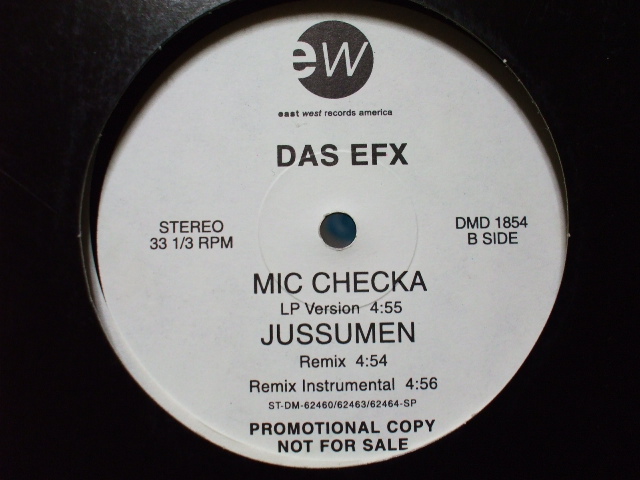 ew
east west records america
DAS EFX
STEREO
33 1/3 RPM
DMD 1854
B SIDE
MIC CHECKA
LP Version 4:55
JUSSUMEN
Remix 4:54
Remix Instrumental 4:56
ST-DM-62460/62463/62464-SP
PROMOTIONAL COPY
NOT FOR SALE